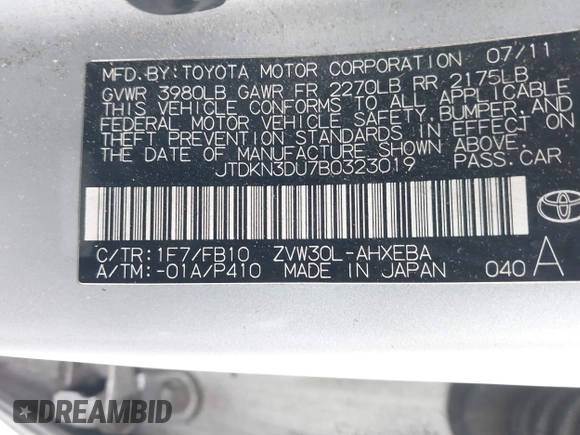 MFD. BY: TOYOTA MOTOR CORPORATION 07/11
GVWR 3980LB GAWR FR 2270LB RR 2175LB
THIS VEHICLE CONFORMS TO ALL APPLICABLE
FEDERAL MOTOR VEHICLE SAFETY, BUMPER, AND
THEFT PREVENTION STANDARDS IN EFFECT ON
THE DATE OF MANUFACTURE SHOWN ABOVE.
JTDKN3DU7B0323019 PASS. CAR
C/TR: 1F7/FB10 ZVW30L-AHXEBA
A/TM: -01A/P410 MADE IN JAPAN 040 A
DREAMBID